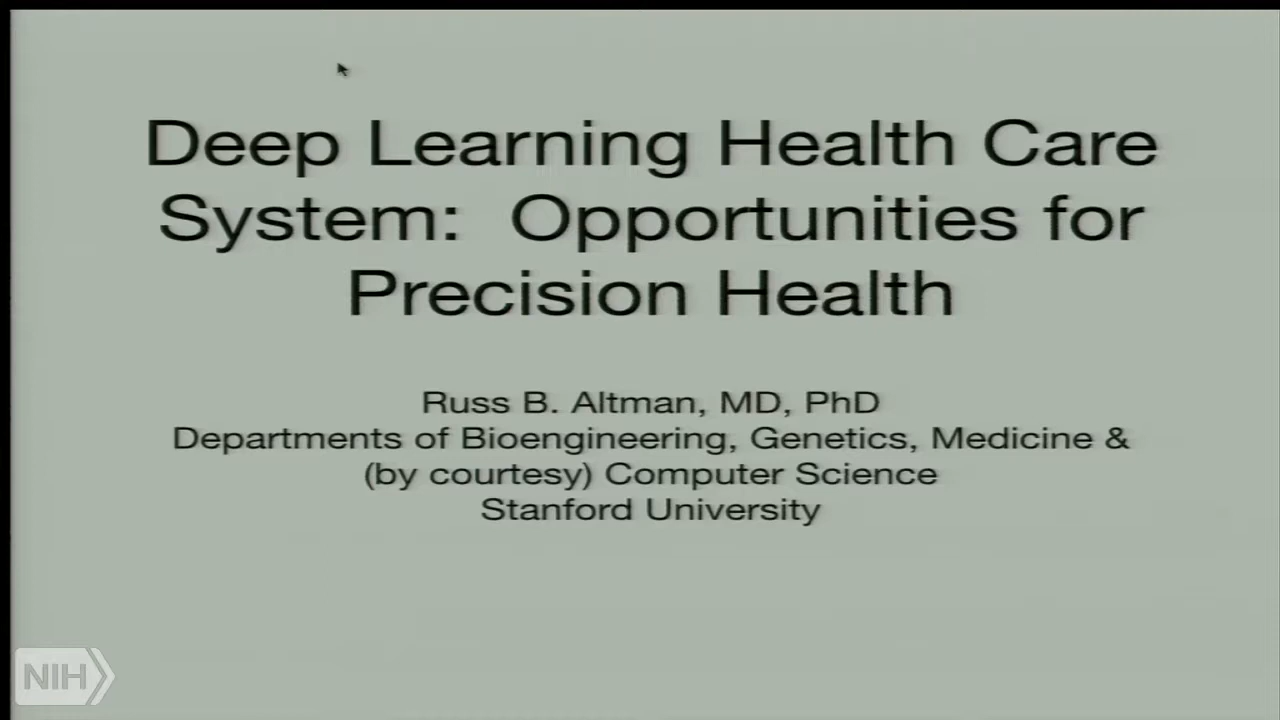 Deep Learning Health Care
System: Opportunities for
Precision Health
Russ B. Altman, MD, PhD
Departments of Bioengineering, Genetics, Medicine &
(by courtesy) Computer Science
Stanford University
NIH